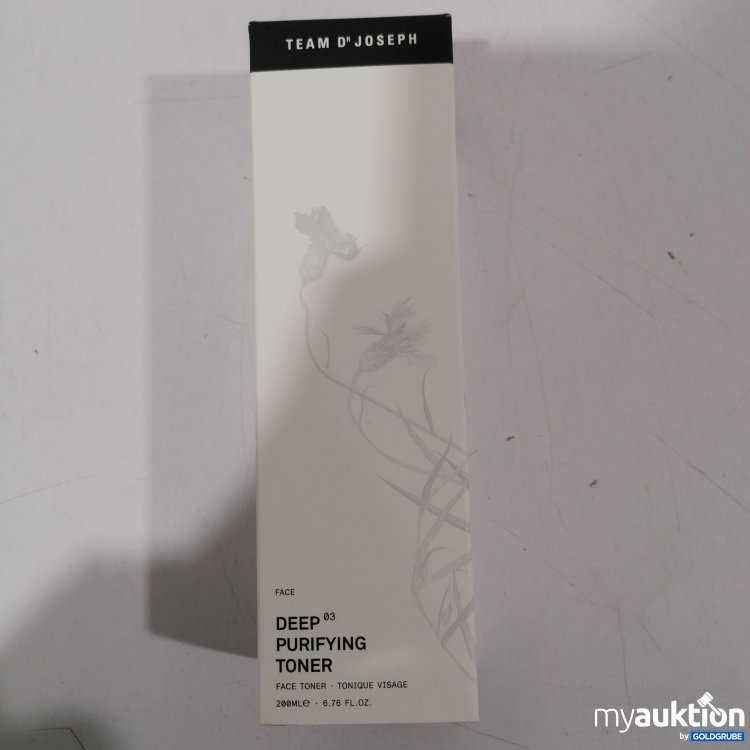 TEAM Dᴿ JOSEPH
FACE
DEEP 03
PURIFYING
TONER
FACE TONER · TONIQUE VISAGE
200ML℮ · 6.76 FL.OZ.
myauktion
by GOLDGRUBE